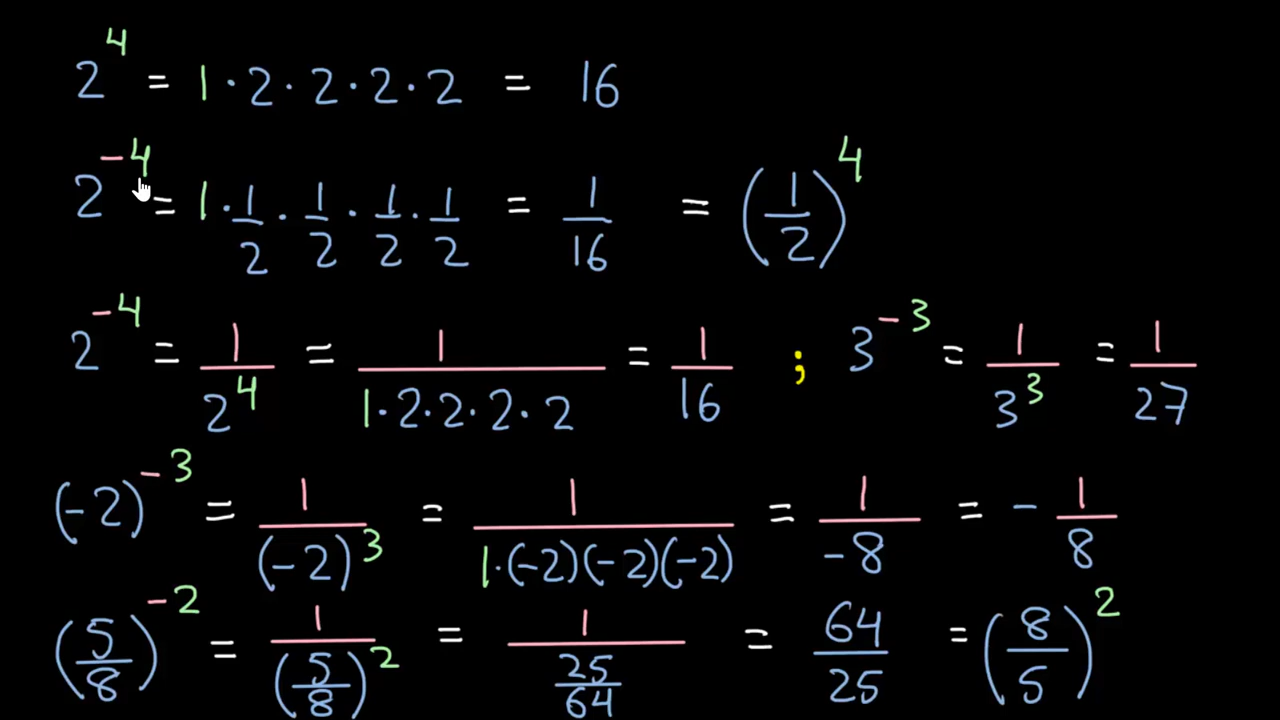 2^4 = 1 · 2 · 2 · 2 · 2 = 16
2^-4 = 1 · 1/2 · 1/2 · 1/2 · 1/2 = 1/16 = (1/2)^4
2^-4 = 1/2^4 = 1/(1·2·2·2·2) = 1/16 ; 3^-3 = 1/3^3 = 1/27
(-2)^-3 = 1/(-2)^3 = 1/(1·(-2)(-2)(-2)) = 1/-8 = - 1/8
(5/8)^-2 = 1/(5/8)^2 = 1/(25/64) = 64/25 = (8/5)^2